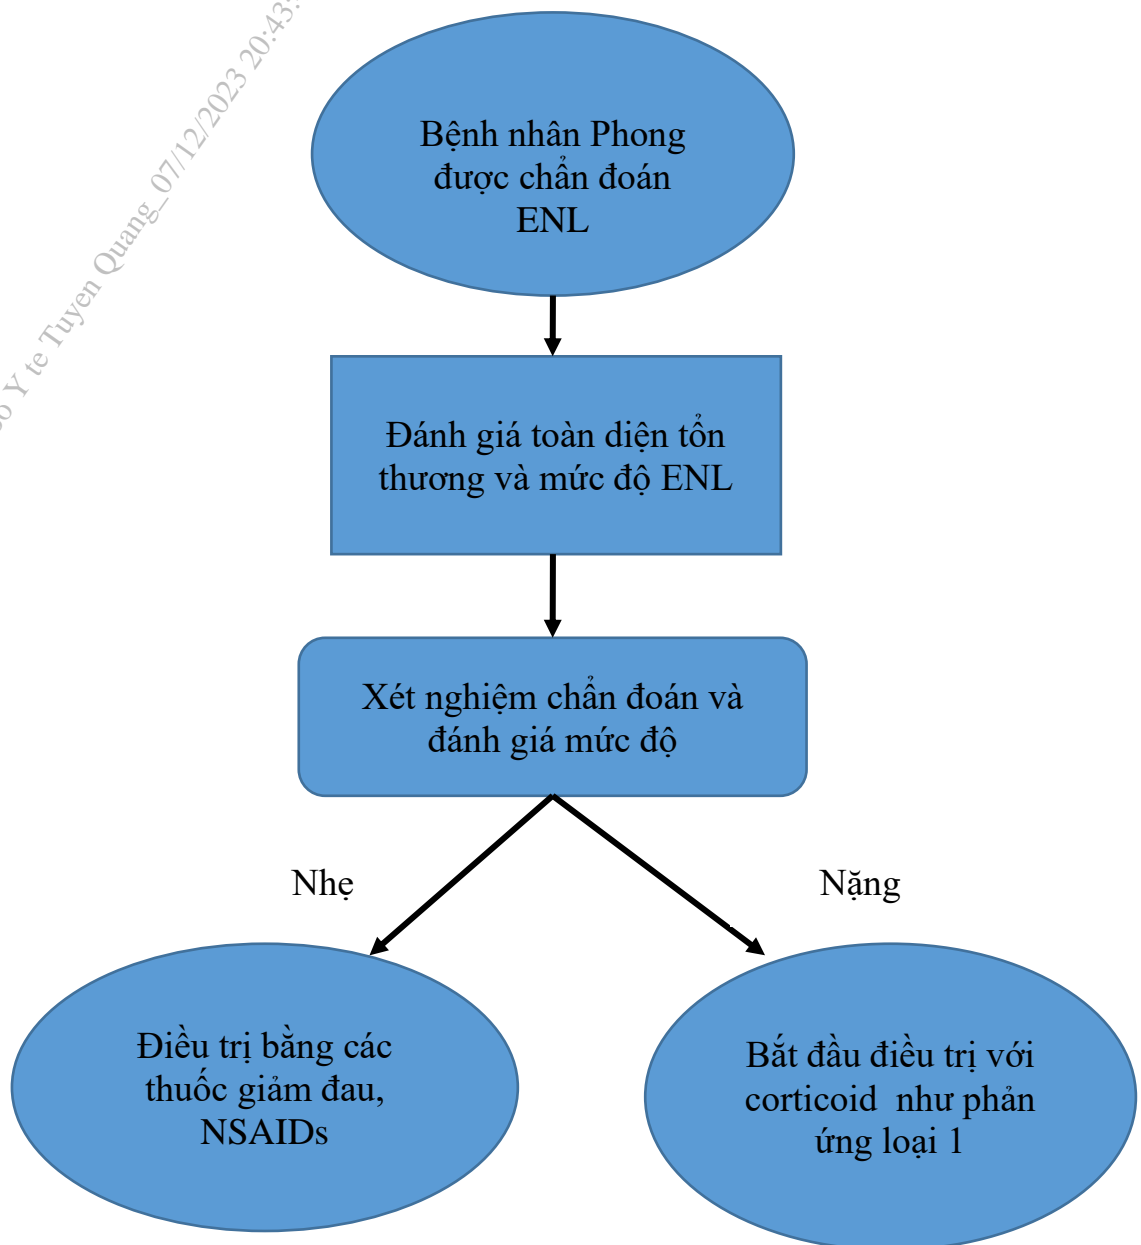 Y te Tuyen Quang_07/12/2023 20:43:
Bệnh nhân Phong
được chẩn đoán
ENL
Đánh giá toàn diện tổn
thương và mức độ ENL
Xét nghiệm chẩn đoán và
đánh giá mức độ
Nhẹ
Nặng
Điều trị bằng các
thuốc giảm đau,
NSAIDs
Bắt đầu điều trị với
corticoid như phản
ứng loại 1